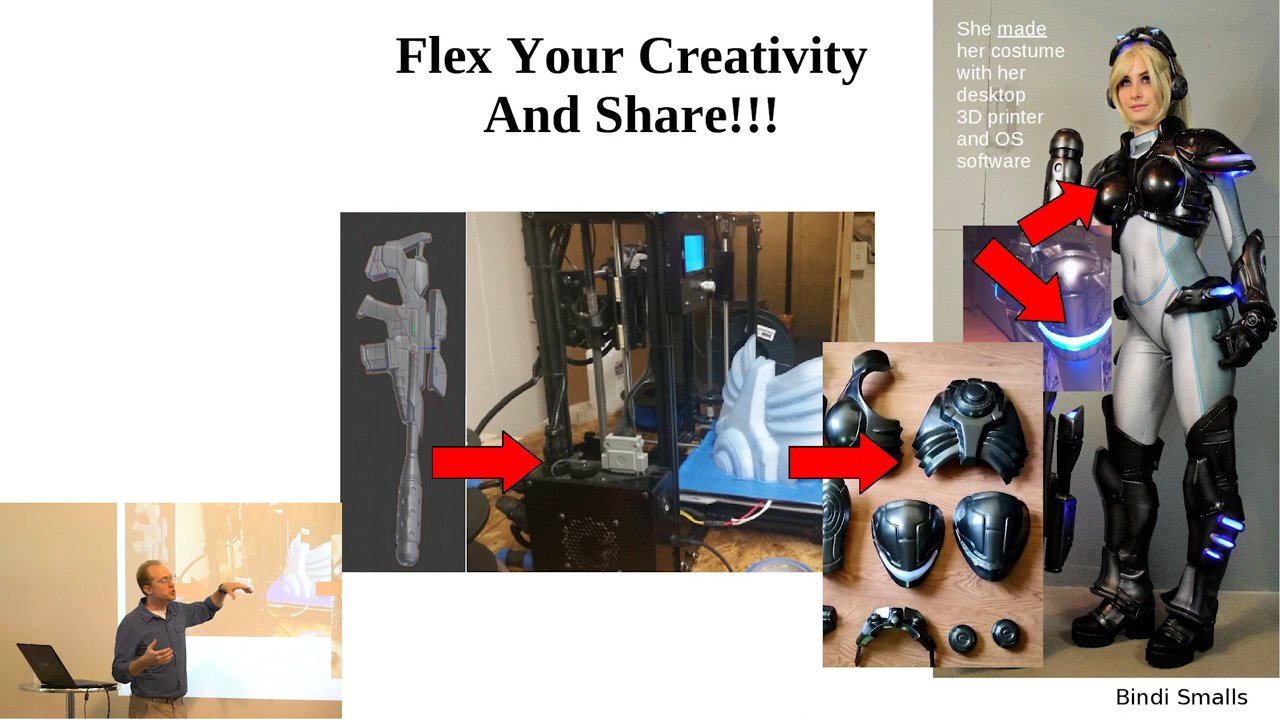 Flex Your Creativity
And Share!!!
She made
her costume
with her
desktop
3D printer
and OS
software
Bindi Smalls